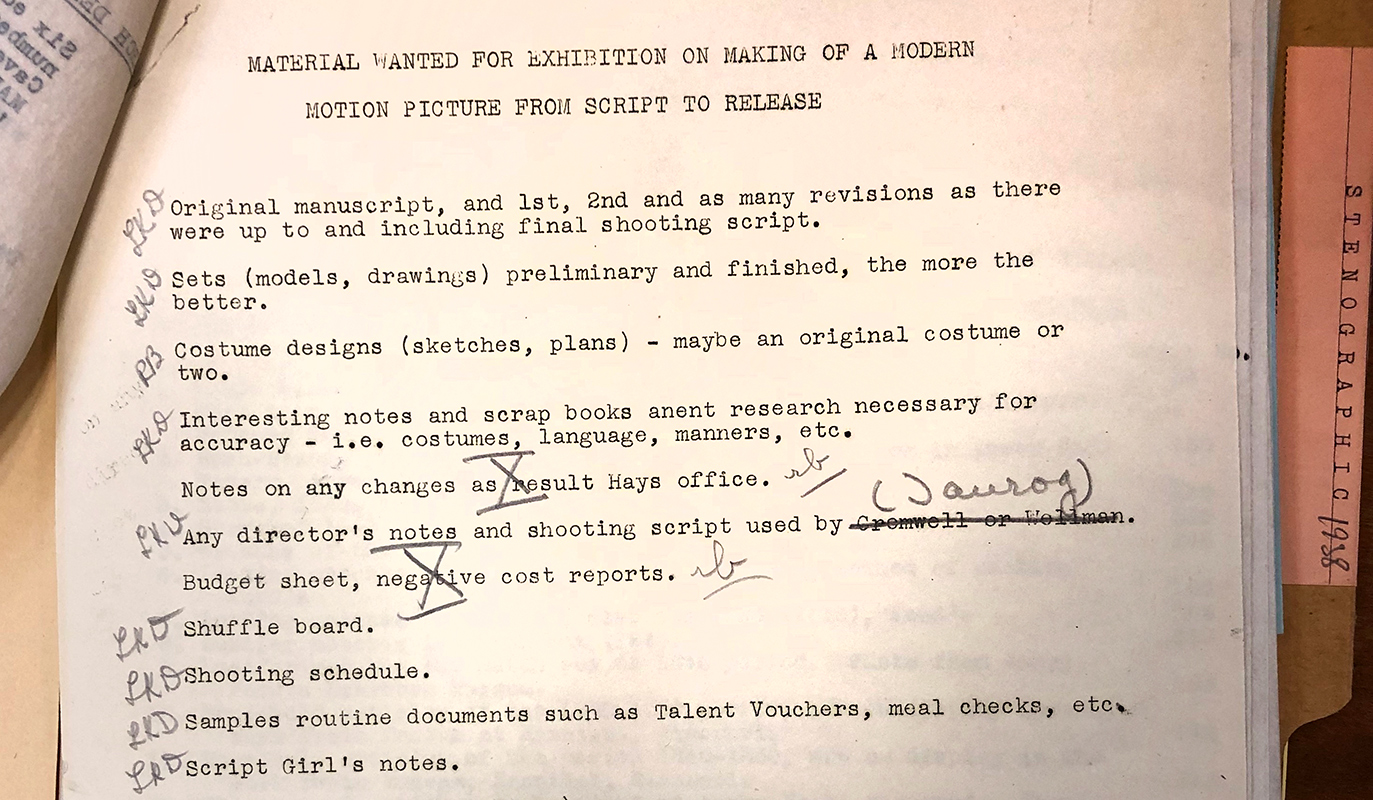 MATERIAL WANTED FOR EXHIBITION ON MAKING OF A MODERN
MOTION PICTURE FROM SCRIPT TO RELEASE
LKD Original manuscript, and 1st, 2nd and as many revisions as there
were up to and including final shooting script.
LKD Sets (models, drawings) preliminary and finished, the more the
better.
RB Costume designs (sketches, plans) - maybe an original costume or
two.
LKD Interesting notes and scrap books anent research necessary for
accuracy - i.e. costumes, language, manners, etc.
Notes on any changes as result Hays office. rb
(Taurog)
LKD Any director's notes and shooting script used by Cromwell or Wellman.
Budget sheet, negative cost reports. rb
LKD Shuffle board.
LKD Shooting schedule.
LKD Samples routine documents such as Talent Vouchers, meal checks, etc.
LKD Script Girl's notes.
STENOGRAPHIC 1938